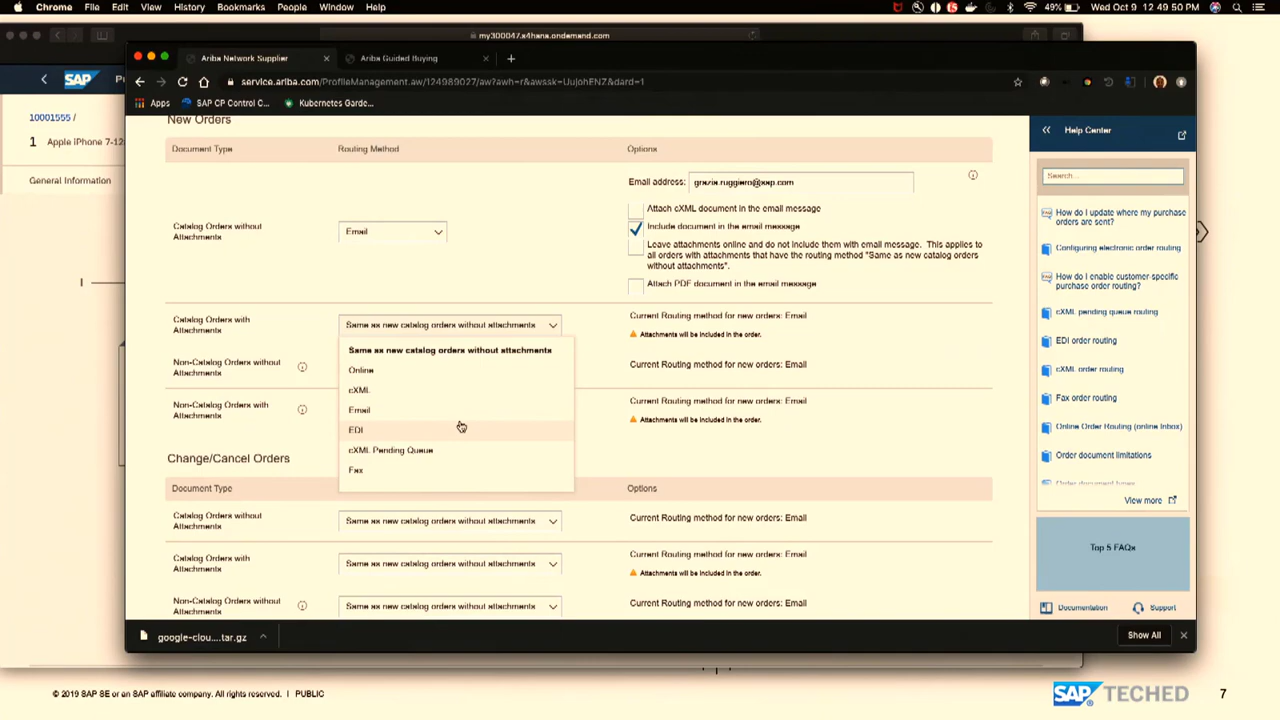 Chrome File Edit View History Bookmarks People Window Help
49% Wed Oct 9 12:49:50 PM
my300047.s4hana.ondemand.com
Ariba Network Supplier
Ariba Guided Buying
service.ariba.com/ProfileManagement.aw/124989027/aw?awh=r&awssk=UujohENZ&dard=1
Apps SAP CP Control C... Kubernetes Garde...
SAP
10001555 /
1 Apple iPhone 7-12
General Information
New Orders
Document Type Routing Method Options
Email address: grazia.ruggiero@sap.com
Attach cXML document in the email message
Catalog Orders without
Attachments
Email
Include document in the email message
Leave attachments online and do not include them with email message. This applies to
all orders with attachments that have the routing method "Same as new catalog orders
without attachments".
Attach PDF document in the email message
Catalog Orders with
Attachments
Same as new catalog orders without attachments
Current Routing method for new orders: Email
Attachments will be included in the order.
Same as new catalog orders without attachments
Online
cXML
Email
EDI
cXML Pending Queue
Fax
Non-Catalog Orders without
Attachments
Current Routing method for new orders: Email
Non-Catalog Orders with
Attachments
Current Routing method for new orders: Email
Attachments will be included in the order.
Change/Cancel Orders
Document Type Options
Catalog Orders without
Attachments
Same as new catalog orders without attachments
Current Routing method for new orders: Email
Catalog Orders with
Attachments
Same as new catalog orders without attachments
Current Routing method for new orders: Email
Attachments will be included in the order.
Non-Catalog Orders without
Attachments
Same as new catalog orders without attachments
Current Routing method for new orders: Email
Help Center
Search...
FAQ How do I update where my purchase
orders are sent?
Configuring electronic order routing
FAQ How do I enable customer-specific
purchase order routing?
cXML pending queue routing
EDI order routing
cXML order routing
Fax order routing
Online Order Routing (online Inbox)
Order document limitations
Order document types
View more
Top 5 FAQs
Documentation Support
google-clou....tar.gz
Show All
© 2019 SAP SE or an SAP affiliate company. All rights reserved. | PUBLIC
SAP TECHED
7